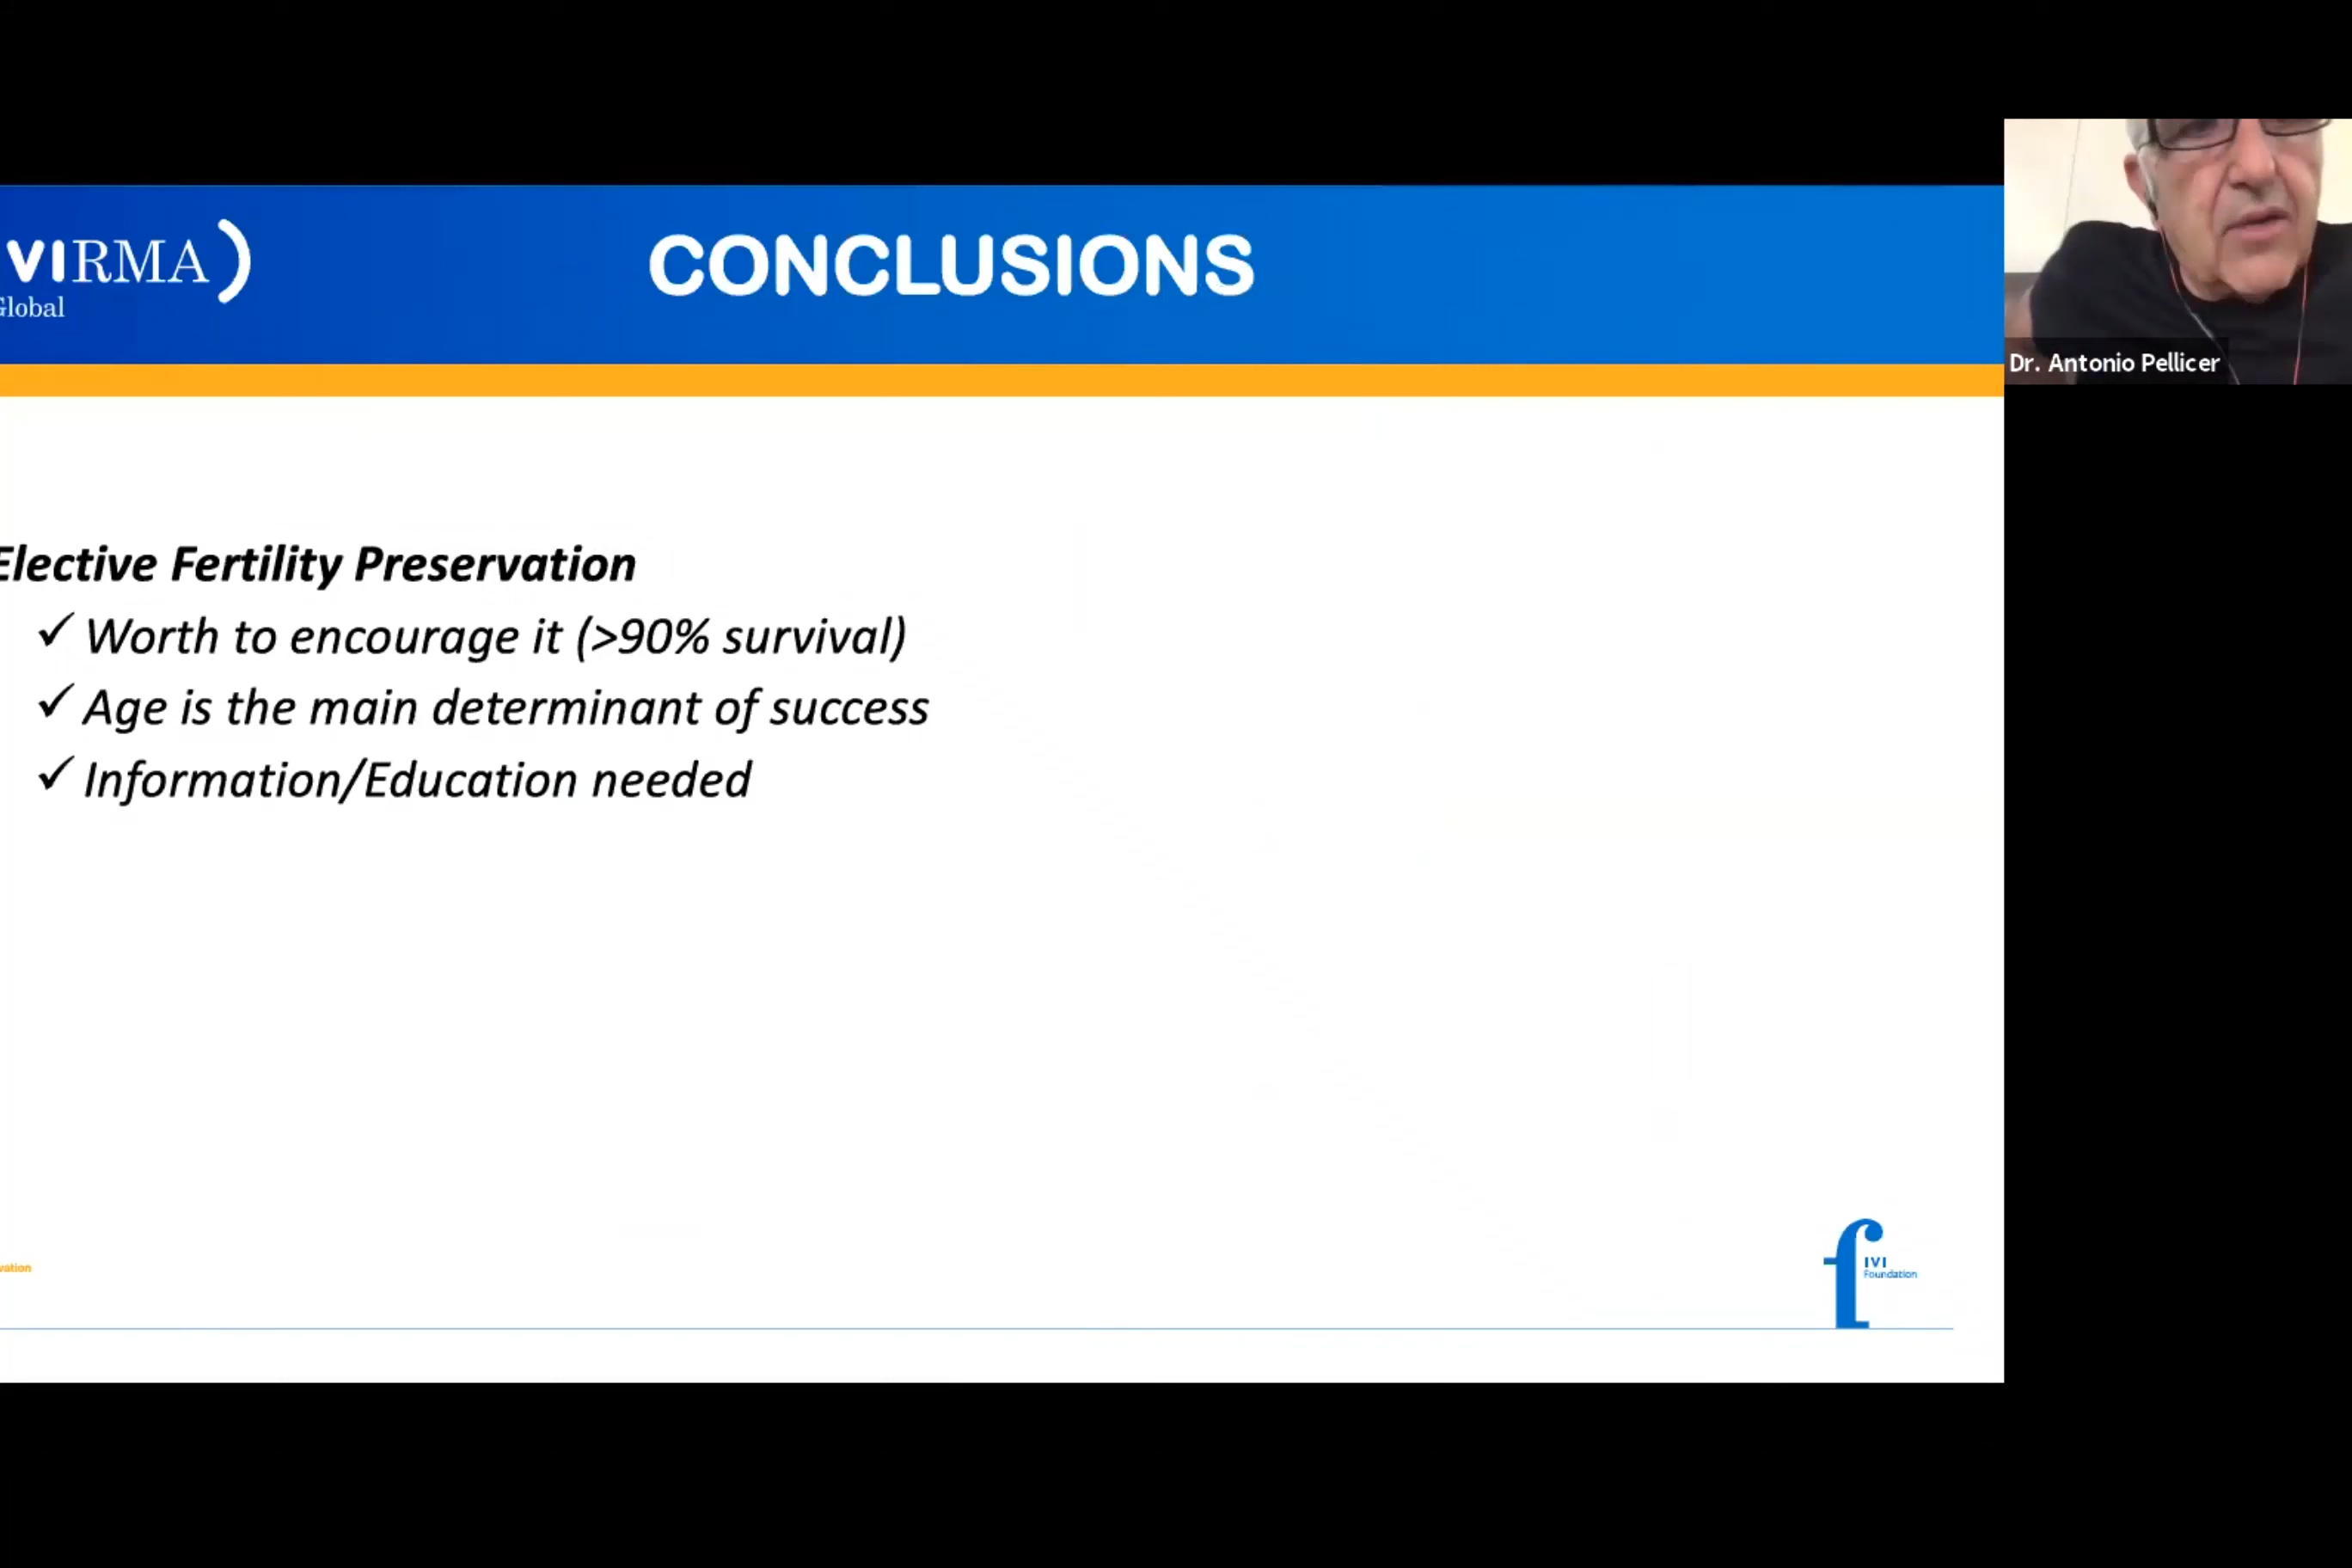 VIRMA
Global
CONCLUSIONS
Dr. Antonio Pellicer
Elective Fertility Preservation
✓ Worth to encourage it (>90% survival)
✓ Age is the main determinant of success
✓ Information/Education needed
vation
IVI
Foundation